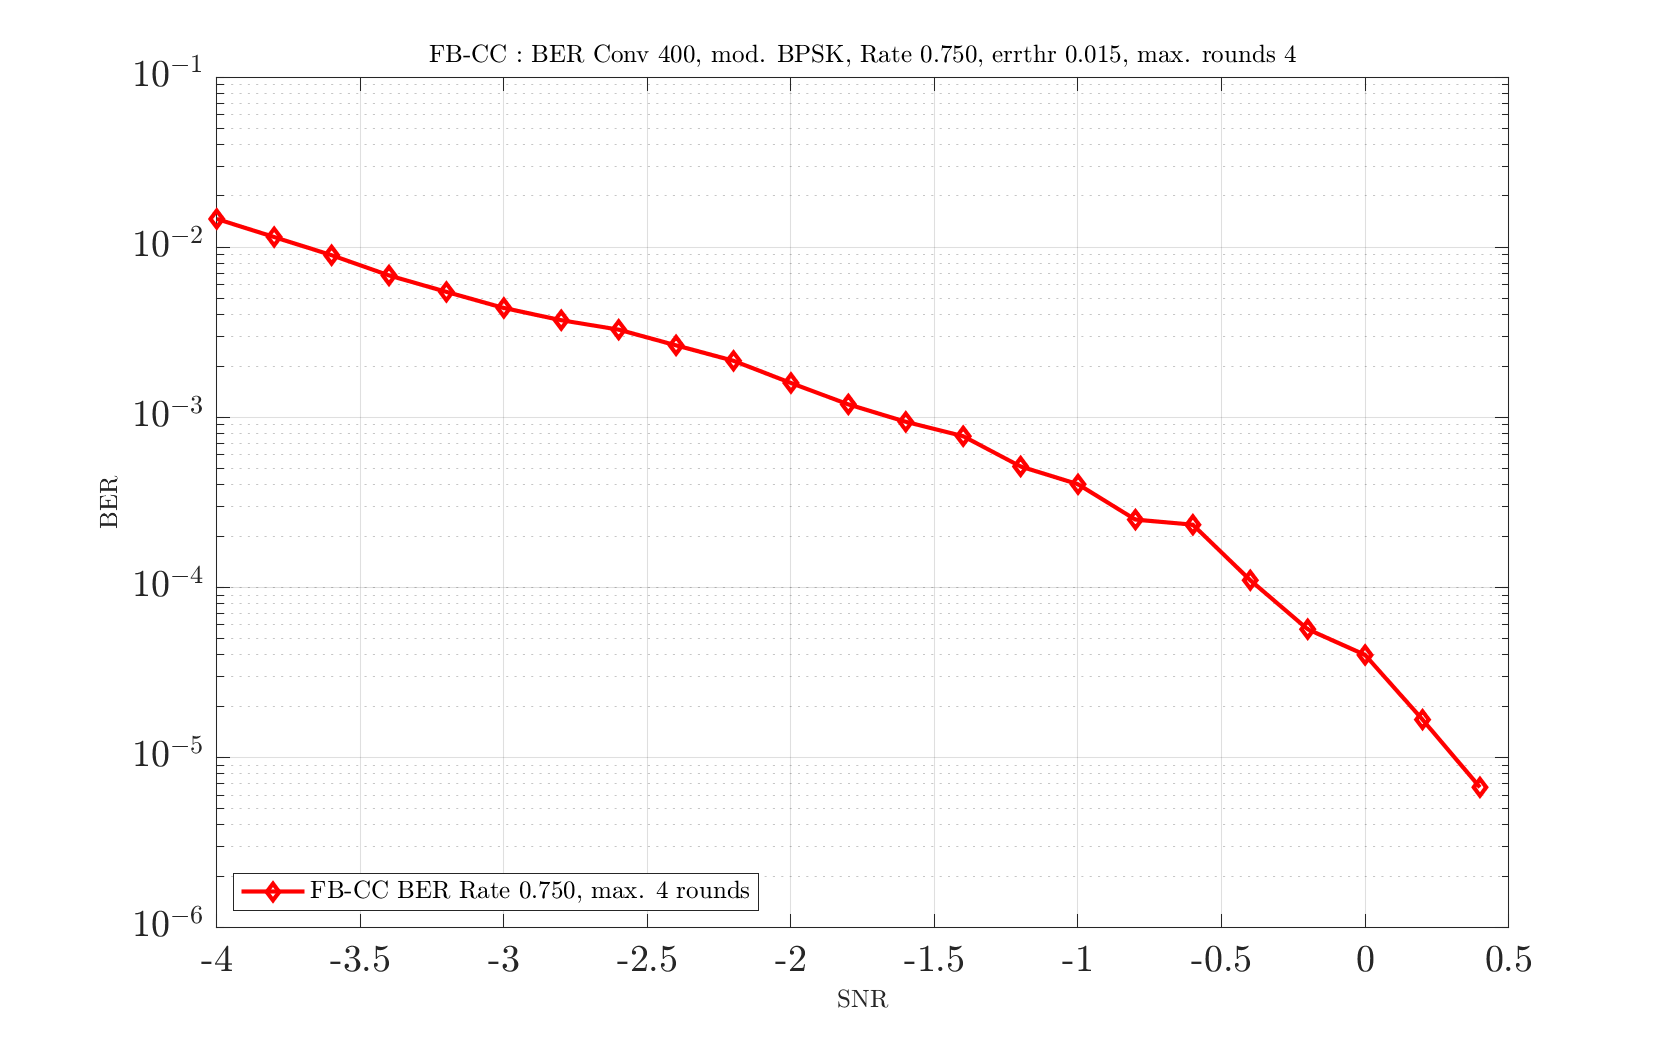 FB-CC : BER Conv 400, mod. BPSK, Rate 0.750, errthr 0.015, max. rounds 4
10⁻¹
10⁻²
10⁻³
10⁻⁴
10⁻⁵
10⁻⁶
BER
FB-CC BER Rate 0.750, max. 4 rounds
-4 -3.5 -3 -2.5 -2 -1.5 -1 -0.5 0 0.5
SNR